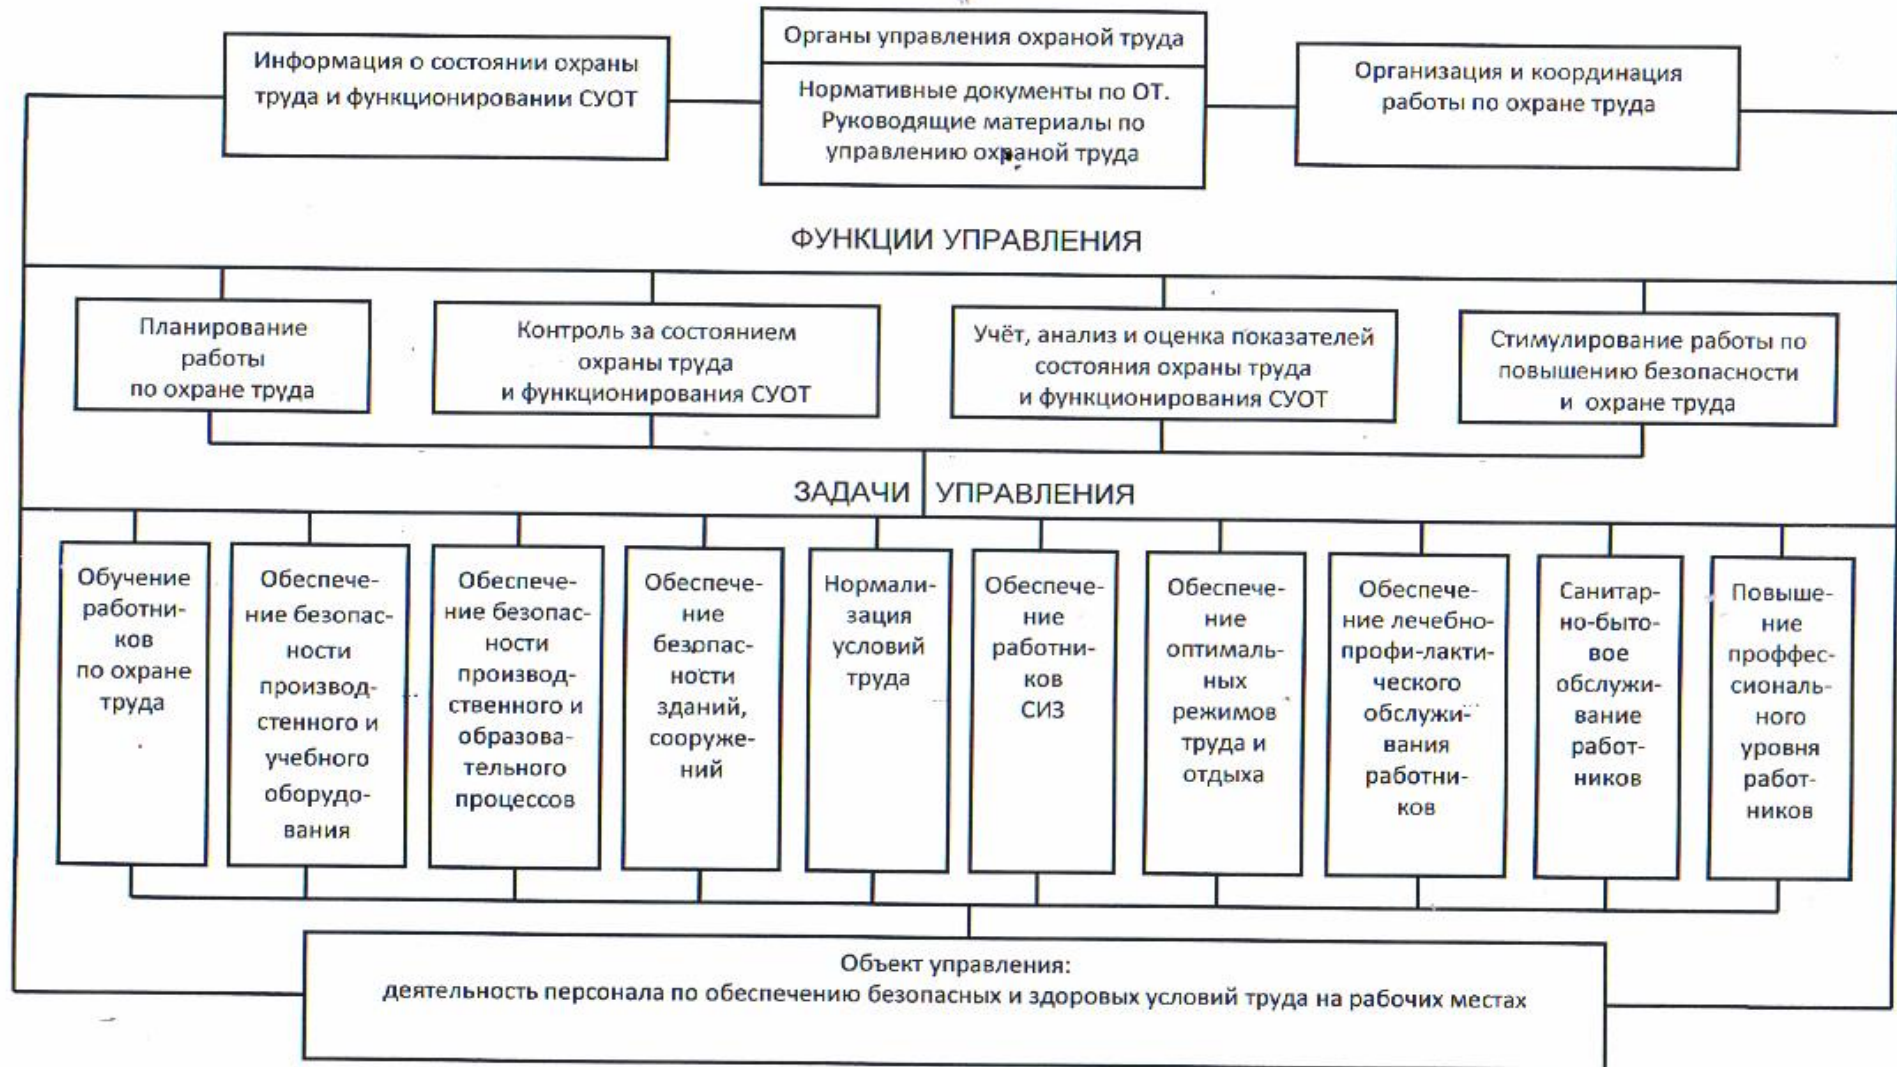 Органы управления охраной труда
Информация о состоянии охраны
труда и функционировании СУОТ
Нормативные документы по ОТ.
Руководящие материалы по
управлению охраной труда
Организация и координация
работы по охране труда
ФУНКЦИИ УПРАВЛЕНИЯ
Планирование
работы
по охране труда
Контроль за состоянием
охраны труда
и функционирования СУОТ
Учёт, анализ и оценка показателей
состояния охраны труда
и функционирования СУОТ
Стимулирование работы по
повышению безопасности
и охране труда
ЗАДАЧИ УПРАВЛЕНИЯ
Обучение
работни-
ков
по охране
труда
Обеспече-
ние безопас-
ности
производ-
стенного и
учебного
оборудо-
вания
Обеспече-
ние безопас-
ности
производ-
ственного и
образова-
тельного
процессов
Обеспече-
ние
безопас-
ности
зданий,
сооруже-
ний
Нормали-
зация
условий
труда
Обеспече-
ние
работни-
ков
СИЗ
Обеспече-
ние
оптималь-
ных
режимов
труда и
отдыха
Обеспече-
ние лечебно-
профи-лакти-
ческого
обслужи-
вания
работни-
ков
Санитар-
но-быто-
вое
обслужи-
вание
работ-
ников
Повыше-
ние
проффес-
сиональ-
ного
уровня
работ-
ников
Объект управления:
деятельность персонала по обеспечению безопасных и здоровых условий труда на рабочих местах